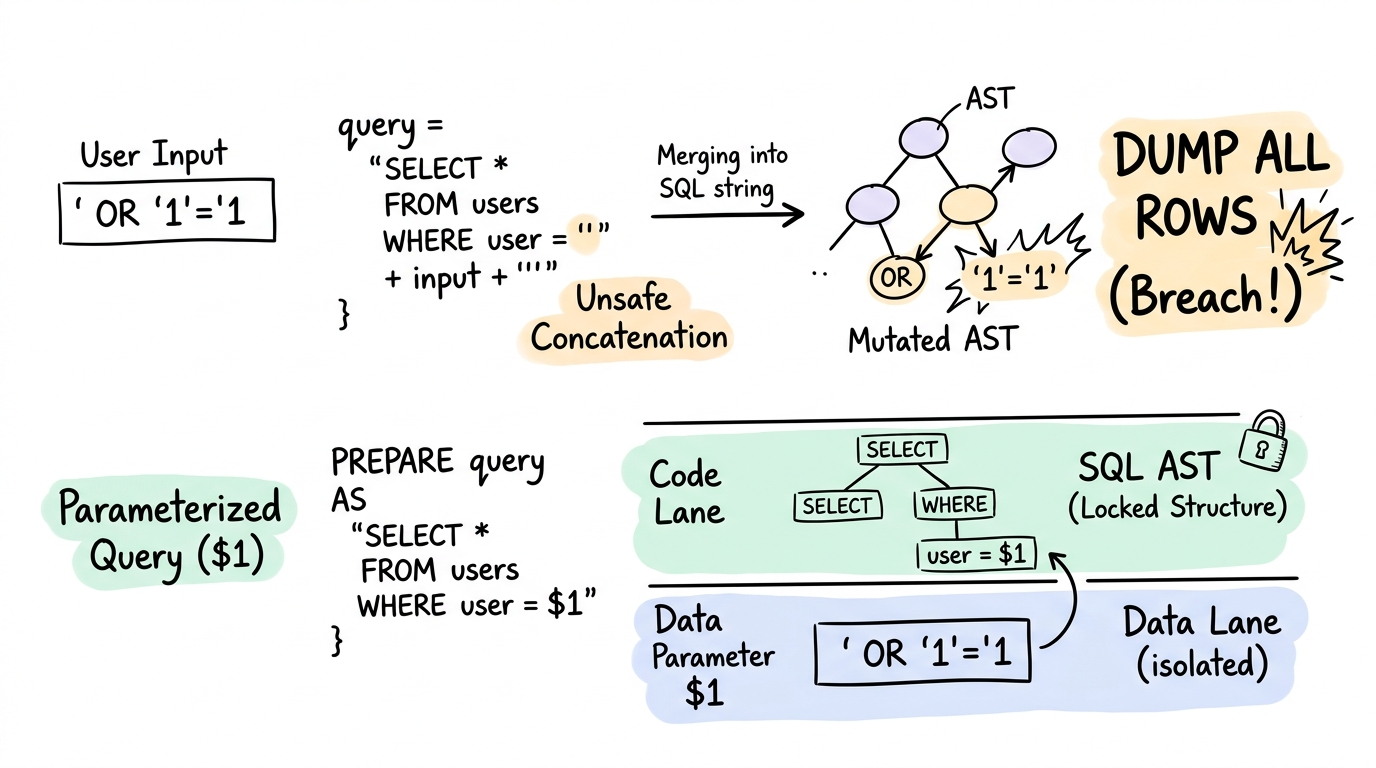 User Input
' OR '1'='1
query =
“SELECT *
FROM users
WHERE user = '‘”
+ input + “'‘”
}
Unsafe
Concatenation
Merging into
SQL string
AST
..
OR
'1'='1'
Mutated AST
DUMP ALL
ROWS
(Breach!)
Parameterized
Query ($1)
PREPARE query
AS
“SELECT *
FROM users
WHERE user = $1”
}
Code
Lane
SELECT
SELECT
WHERE
user = $1
SQL AST
(Locked Structure)
Data
Parameter
$1
' OR '1'='1
Data Lane
(isolated)